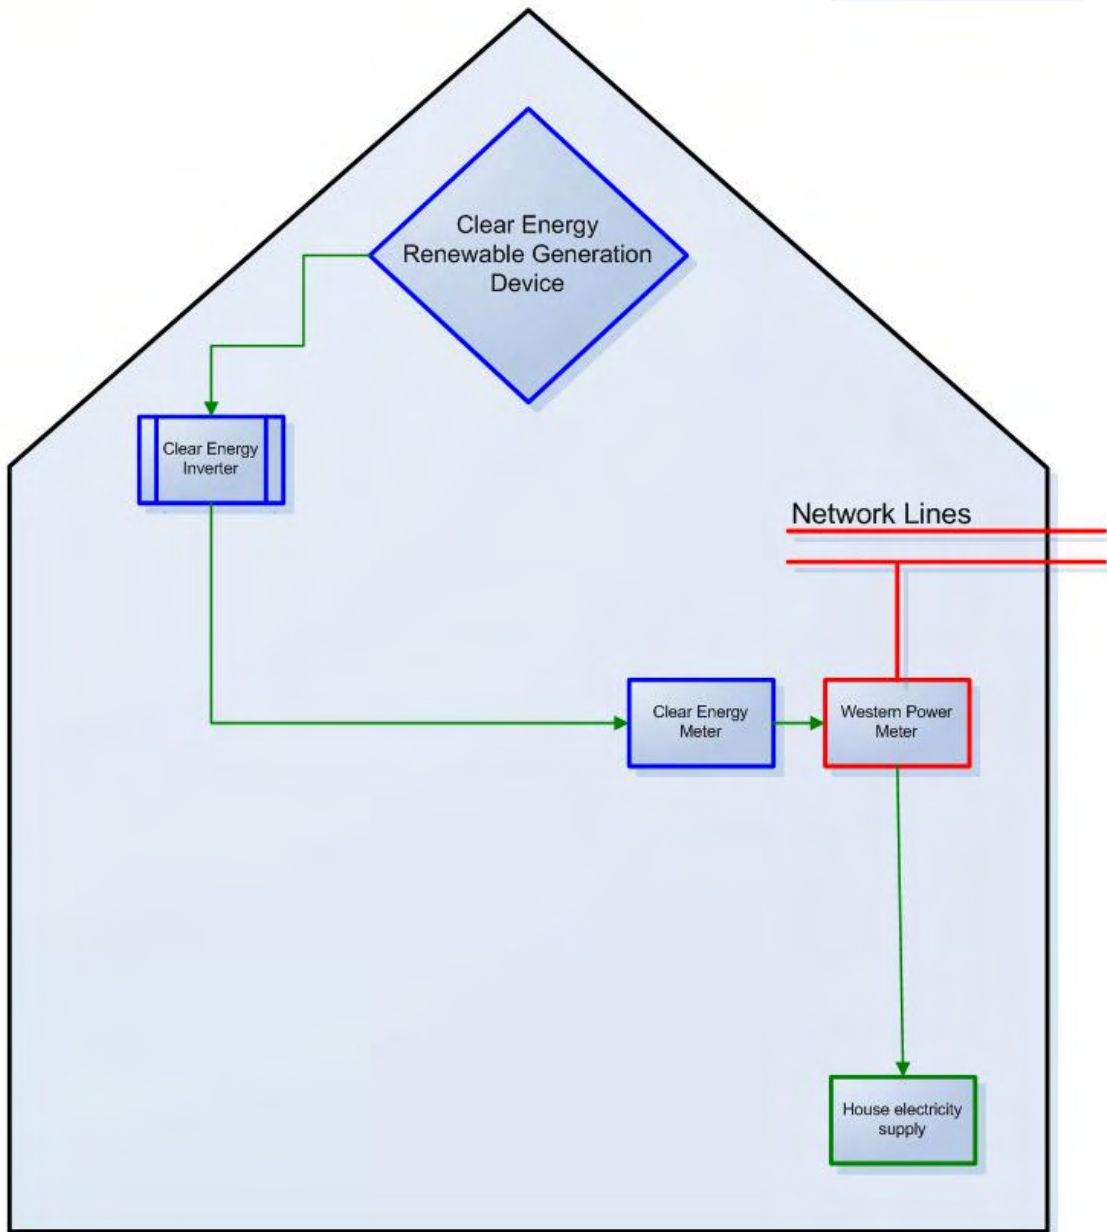 Clear Energy
Renewable Generation
Device
Clear Energy
Inverter
Network Lines
Clear Energy
Meter
Western Power
Meter
House electricity
supply